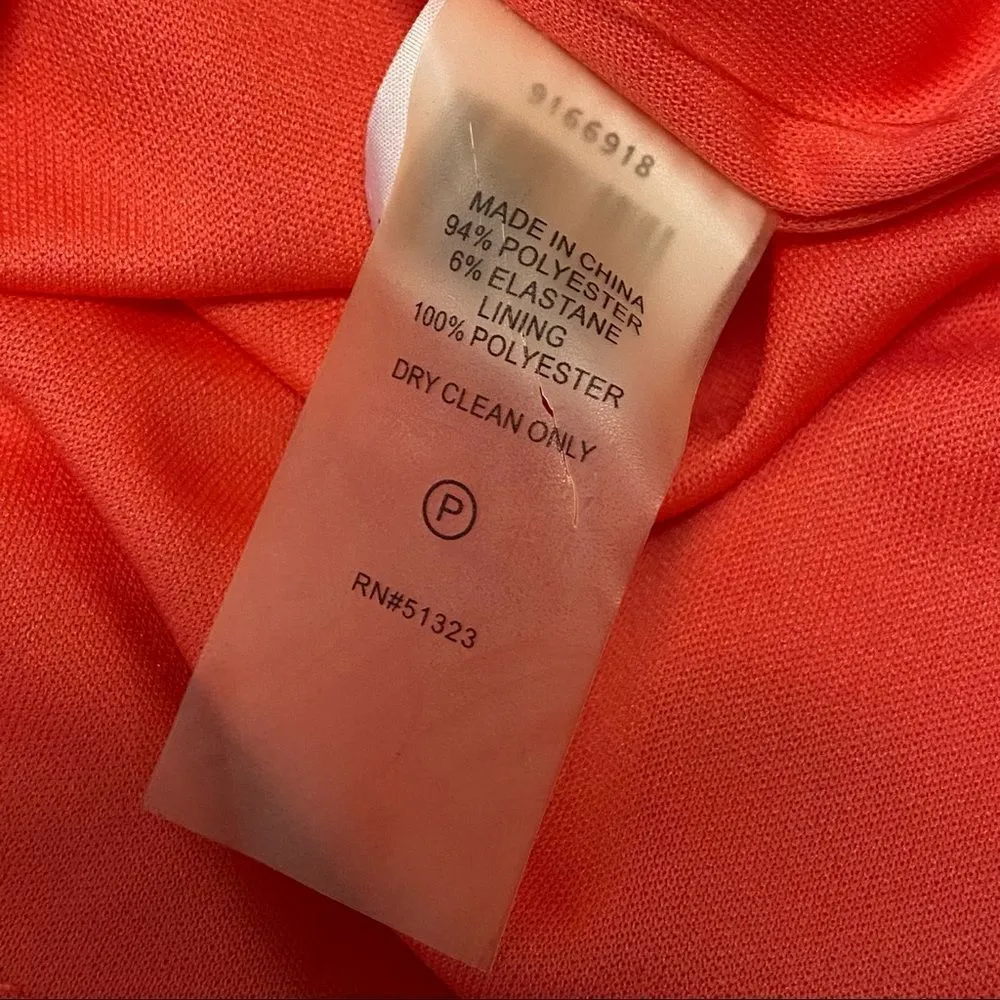 9166918
MADE IN CHINA
94% POLYESTER
6% ELASTANE
LINING
100% POLYESTER
DRY CLEAN ONLY
P
RN#51323